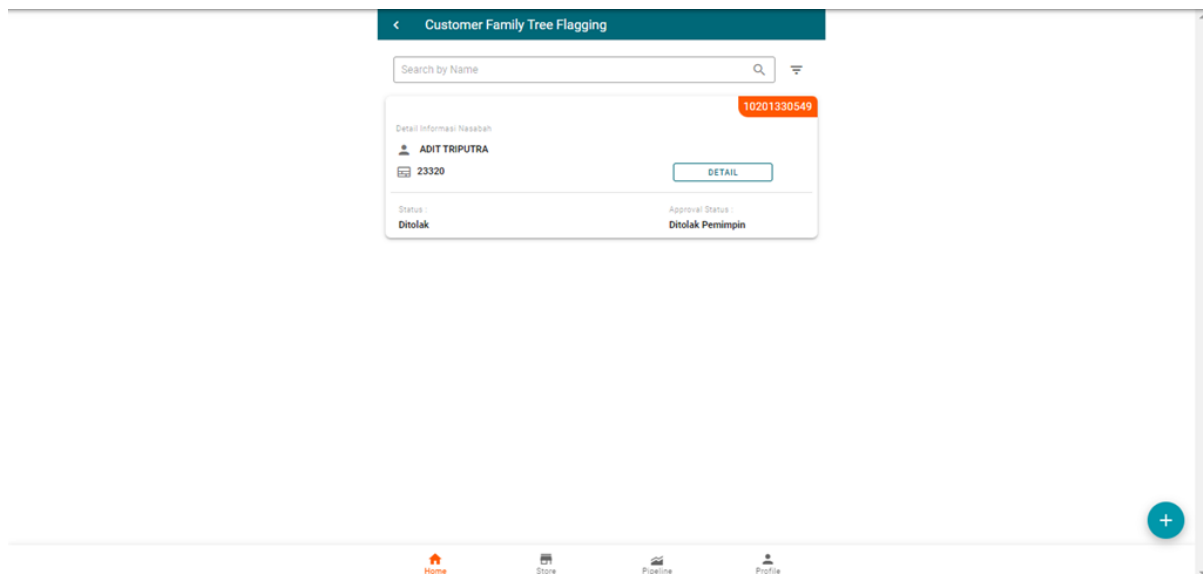 Customer Family Tree Flagging
Search by Name
10201330549
Detail Informasi Nasabah
ADIT TRIPUTRA
23320
DETAIL
Status :
Approval Status :
Ditolak
Ditolak Pemimpin
Home
Store
Pipeline
Profile